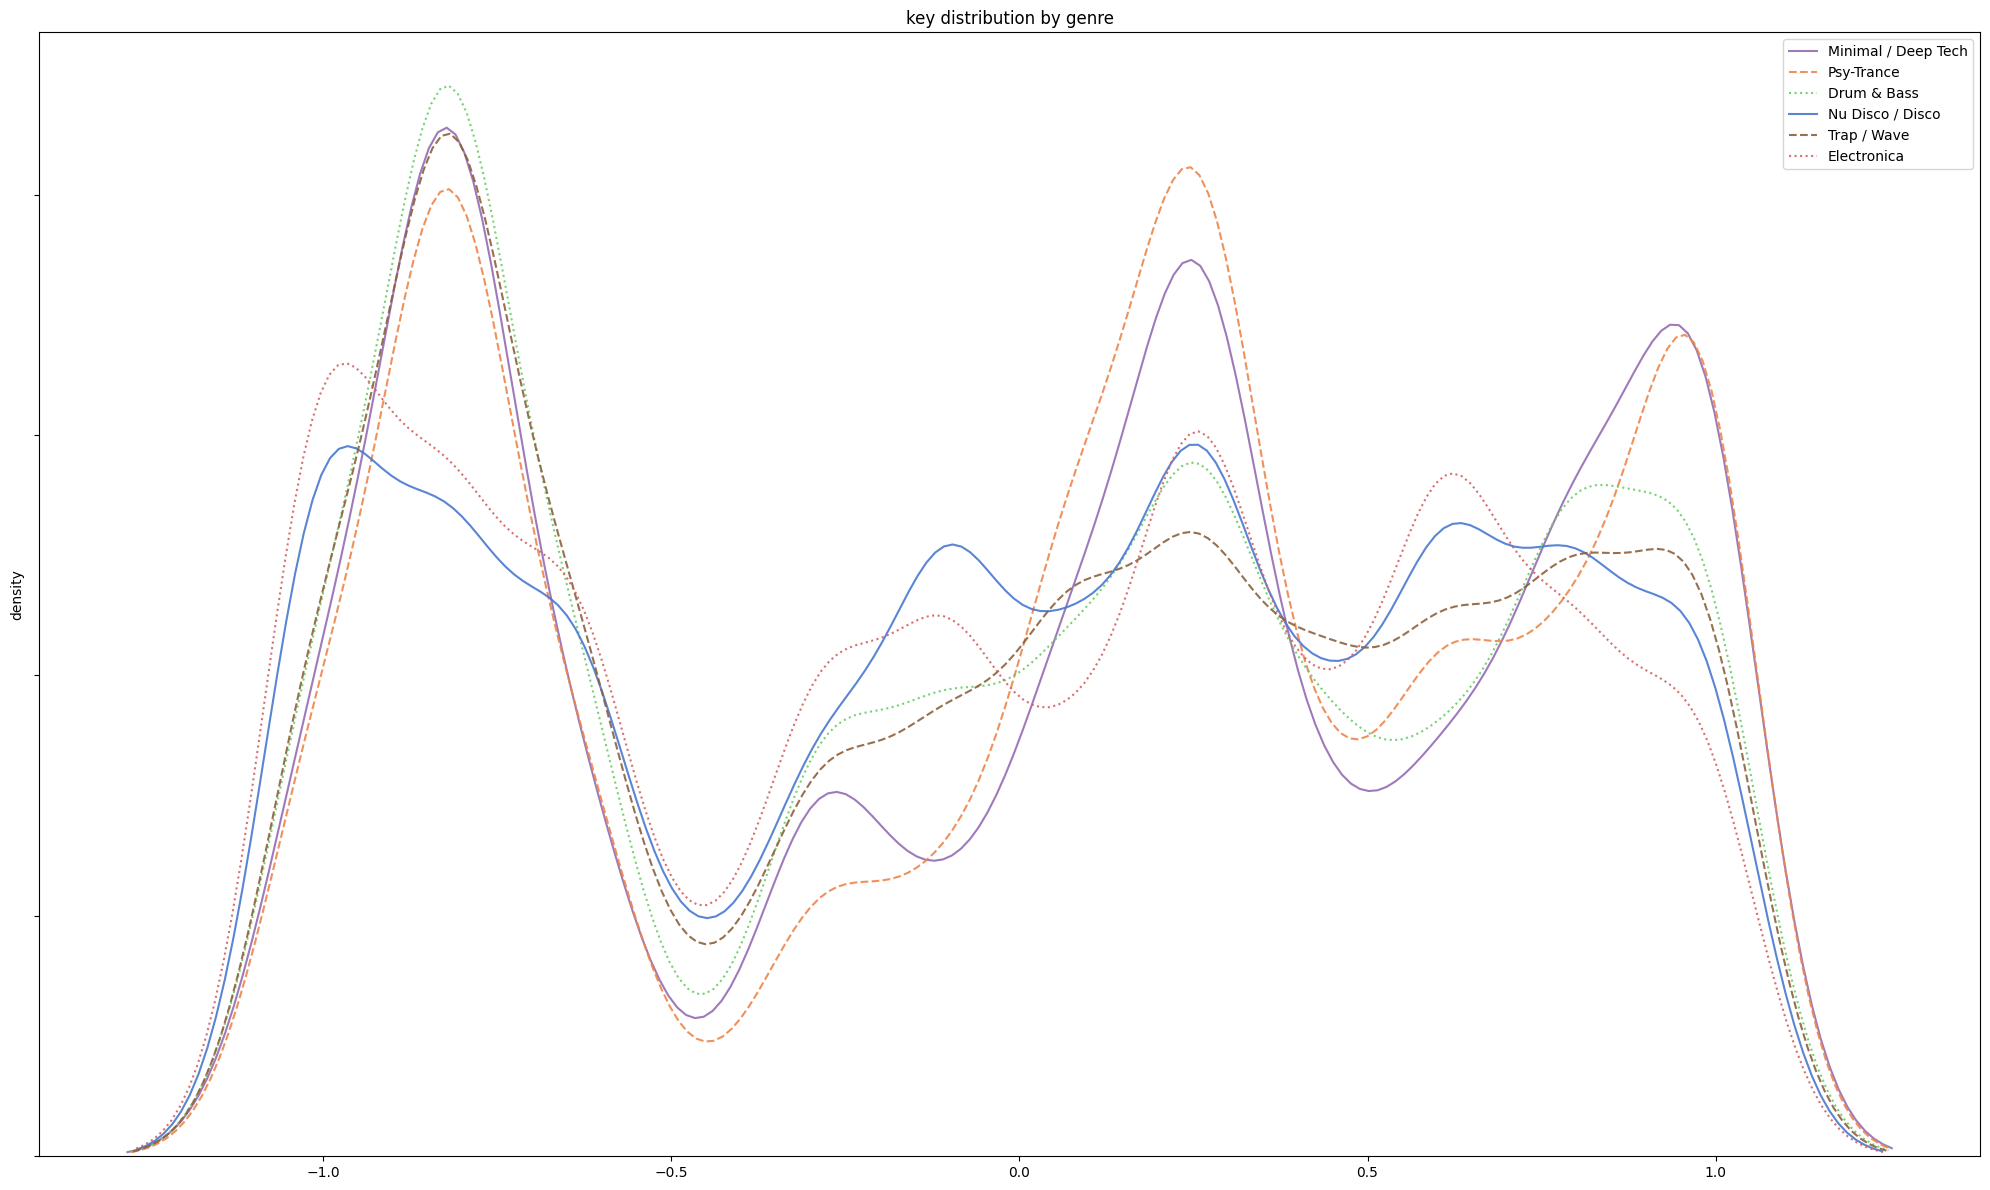 key distribution by genre
Minimal / Deep Tech
Psy-Trance
Drum & Bass
Nu Disco / Disco
Trap / Wave
Electronica
density
−1.0 −0.5 0.0 0.5 1.0